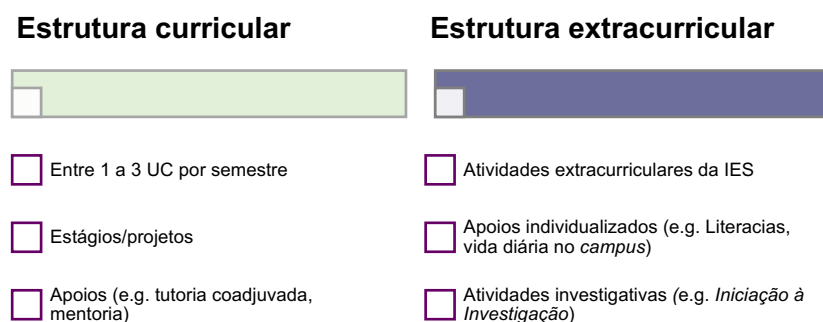 Estrutura curricular
Entre 1 a 3 UC por semestre
Estágios/projetos
Apoios (e.g. tutoria coadjuvada,
mentoria)
Estrutura extracurricular
Atividades extracurriculares da IES
Apoios individualizados (e.g. Literacias,
vida diária no campus)
Atividades investigativas (e.g. Iniciação à
Investigação)